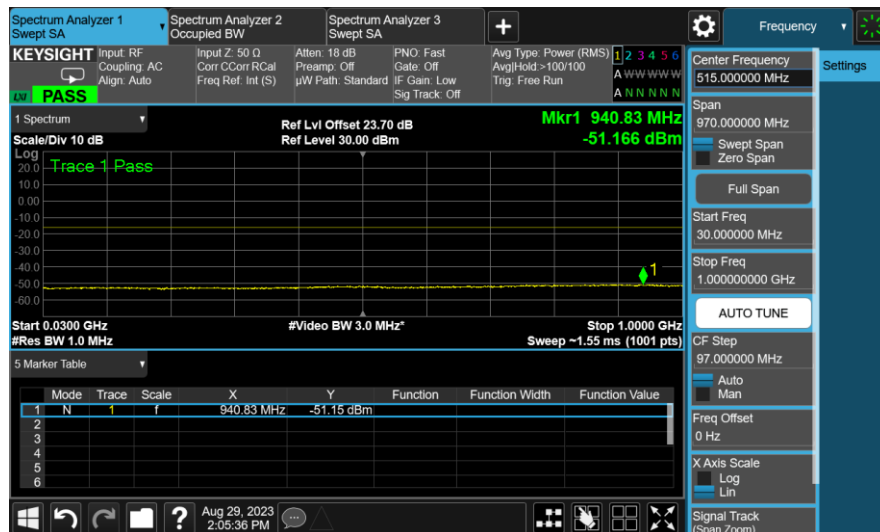 Spectrum Analyzer 1
Swept SA
Spectrum Analyzer 2
Occupied BW
Spectrum Analyzer 3
Swept SA
Frequency
KEYSIGHT
Input: RF
Coupling: AC
Align: Auto
Input Z: 50 Ω
Corr CCorr RCal
Freq Ref: Int (S)
Atten: 18 dB
Preamp: Off
µW Path: Standard
PNO: Fast
Gate: Off
IF Gain: Low
Sig Track: Off
Avg Type: Power (RMS)
Avg|Hold:>100/100
Trig: Free Run
1 2 3 4 5 6
A W W W W W
A N N N N N
LXI
PASS
1 Spectrum
Scale/Div 10 dB
Ref Lvl Offset 23.70 dB
Ref Level 30.00 dBm
Mkr1 940.83 MHz
-51.166 dBm
Log
Trace 1 Pass
20.0
10.0
0.00
-10.0
-20.0
-30.0
-40.0
-50.0
-60.0
1
Start 0.0300 GHz
#Res BW 1.0 MHz
#Video BW 3.0 MHz*
Stop 1.0000 GHz
Sweep ~1.55 ms (1001 pts)
5 Marker Table
Mode Trace Scale X Y Function Function Width Function Value
1 N 1 f 940.83 MHz -51.15 dBm
2
3
4
5
6
Aug 29, 2023
2:05:36 PM
Center Frequency
515.000000 MHz
Span
970.000000 MHz
Swept Span
Zero Span
Full Span
Start Freq
30.000000 MHz
Stop Freq
1.000000000 GHz
AUTO TUNE
CF Step
97.000000 MHz
Auto
Man
Freq Offset
0 Hz
X Axis Scale
Log
Lin
Signal Track
(Span Zoom)
Settings